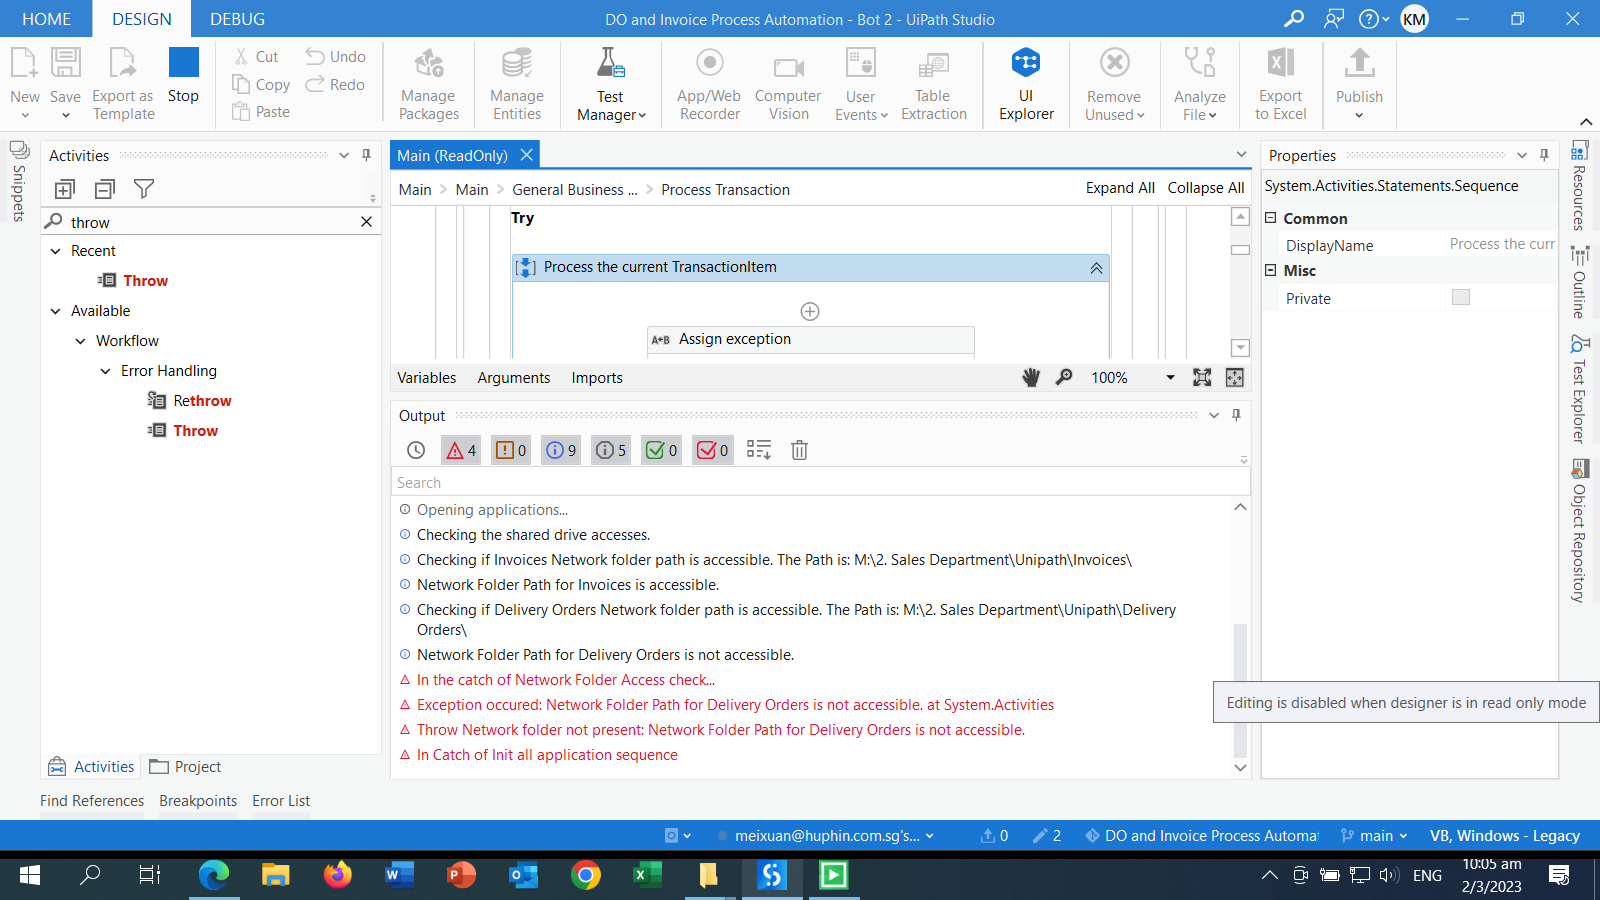 HOME DESIGN DEBUG DO and Invoice Process Automation - Bot 2 - UiPath Studio KM
New Save Export as Template Stop Cut Copy Paste Undo Redo Manage Packages Manage Entities Test Manager App/Web Recorder Computer Vision User Events Table Extraction UI Explorer Remove Unused Analyze File Export to Excel Publish
Snippets
Activities
throw
Recent
Throw
Available
Workflow
Error Handling
Rethrow
Throw
Activities Project
Main (ReadOnly)
Main Main General Business ... Process Transaction Expand All Collapse All
Try
Process the current TransactionItem
A+B Assign exception
Variables Arguments Imports 100%
Output
4 0 9 5 0 0
Search
Opening applications...
Checking the shared drive accesses.
Checking if Invoices Network folder path is accessible. The Path is: M:\2. Sales Department\Unipath\Invoices\
Network Folder Path for Invoices is accessible.
Checking if Delivery Orders Network folder path is accessible. The Path is: M:\2. Sales Department\Unipath\Delivery
Orders\
Network Folder Path for Delivery Orders is not accessible.
In the catch of Network Folder Access check...
Exception occured: Network Folder Path for Delivery Orders is not accessible. at System.Activities
Throw Network folder not present: Network Folder Path for Delivery Orders is not accessible.
In Catch of Init all application sequence
Properties
System.Activities.Statements.Sequence
Common
DisplayName Process the curr
Misc
Private
Editing is disabled when designer is in read only mode
Resources
Outline
Test Explorer
Object Repository
Find References Breakpoints Error List
meixuan@huphin.com.sg's... 0 2 DO and Invoice Process Automat main VB, Windows - Legacy
ENG 10:05 am
2/3/2023